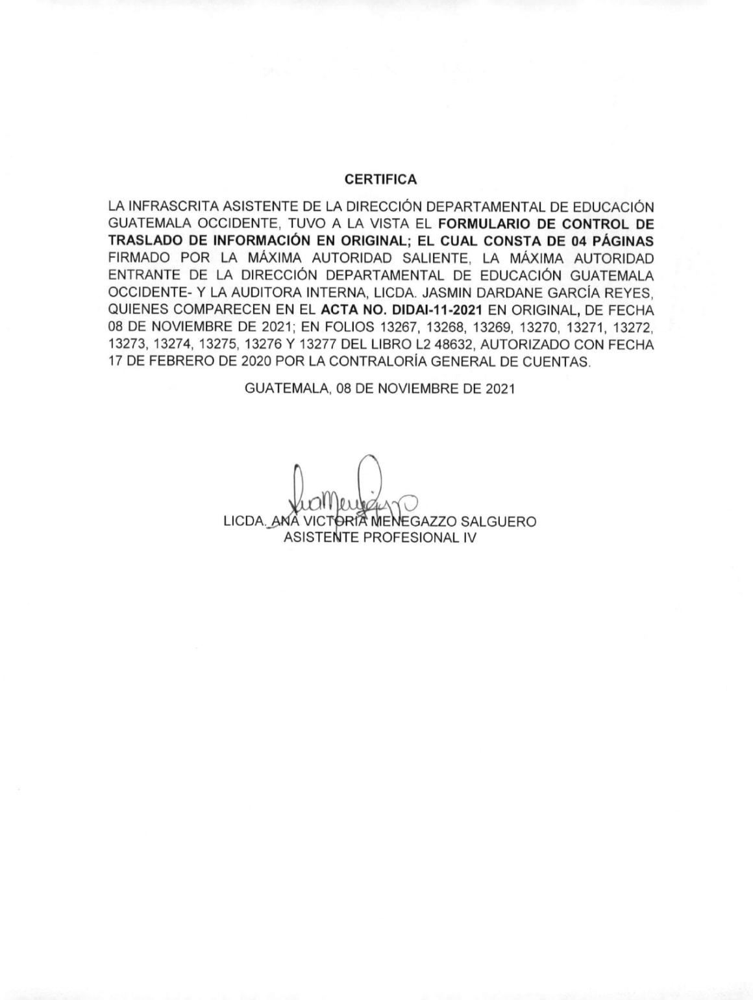 CERTIFICA
LA INFRASCRITA ASISTENTE DE LA DIRECCIÓN DEPARTAMENTAL DE EDUCACIÓN
GUATEMALA OCCIDENTE, TUVO A LA VISTA EL FORMULARIO DE CONTROL DE
TRASLADO DE INFORMACIÓN EN ORIGINAL; EL CUAL CONSTA DE 04 PÁGINAS
FIRMADO POR LA MÁXIMA AUTORIDAD SALIENTE, LA MÁXIMA AUTORIDAD
ENTRANTE DE LA DIRECCIÓN DEPARTAMENTAL DE EDUCACIÓN GUATEMALA
OCCIDENTE- Y LA AUDITORA INTERNA, LICDA. JASMIN DARDANE GARCÍA REYES,
QUIENES COMPARECEN EN EL ACTA NO. DIDAI-11-2021 EN ORIGINAL, DE FECHA
08 DE NOVIEMBRE DE 2021; EN FOLIOS 13267, 13268, 13269, 13270, 13271, 13272,
13273, 13274, 13275, 13276 Y 13277 DEL LIBRO L2 48632, AUTORIZADO CON FECHA
17 DE FEBRERO DE 2020 POR LA CONTRALORÍA GENERAL DE CUENTAS.
GUATEMALA, 08 DE NOVIEMBRE DE 2021
LICDA. ANA VICTORIA MENEGAZZO SALGUERO
ASISTENTE PROFESIONAL IV